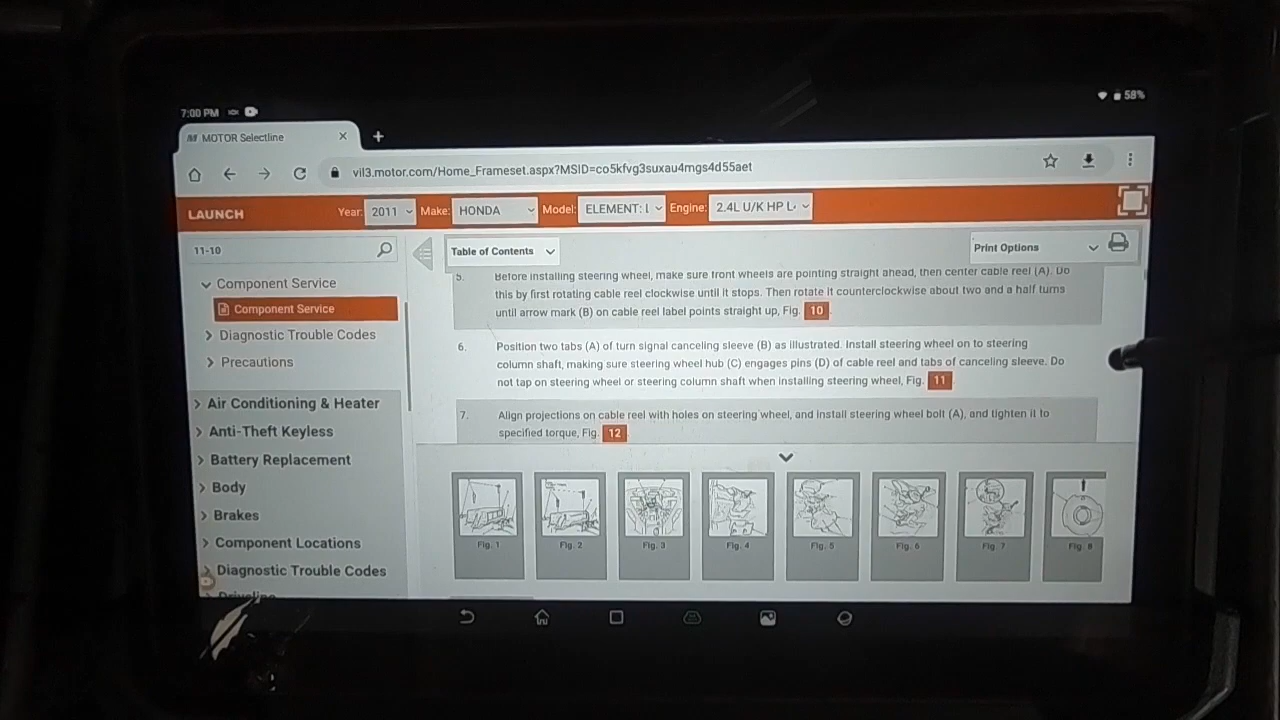 7:00 PM
58%
MOTOR Selectline
vil3.motor.com/Home_Frameset.aspx?MSID=co5kfvg3suxau4mgs4d55aet
LAUNCH
Year: 2011 Make: HONDA Model: ELEMENT: L Engine: 2.4L U/K HP L
11-10
Table of Contents
Print Options
Component Service
Component Service
Diagnostic Trouble Codes
Precautions
Air Conditioning & Heater
Anti-Theft Keyless
Battery Replacement
Body
Brakes
Component Locations
Diagnostic Trouble Codes
Driveline
5. Before installing steering wheel, make sure front wheels are pointing straight ahead, then center cable reel (A). Do
this by first rotating cable reel clockwise until it stops. Then rotate it counterclockwise about two and a half turns
until arrow mark (B) on cable reel label points straight up, Fig. 10
6. Position two tabs (A) of turn signal canceling sleeve (B) as illustrated. Install steering wheel on to steering
column shaft, making sure steering wheel hub (C) engages pins (D) of cable reel and tabs of canceling sleeve. Do
not tap on steering wheel or steering column shaft when installing steering wheel, Fig. 11
7. Align projections on cable reel with holes on steering wheel, and install steering wheel bolt (A), and tighten it to
specified torque, Fig. 12
Fig. 1 Fig. 2 Fig. 3 Fig. 4 Fig. 5 Fig. 6 Fig. 7 Fig. 8